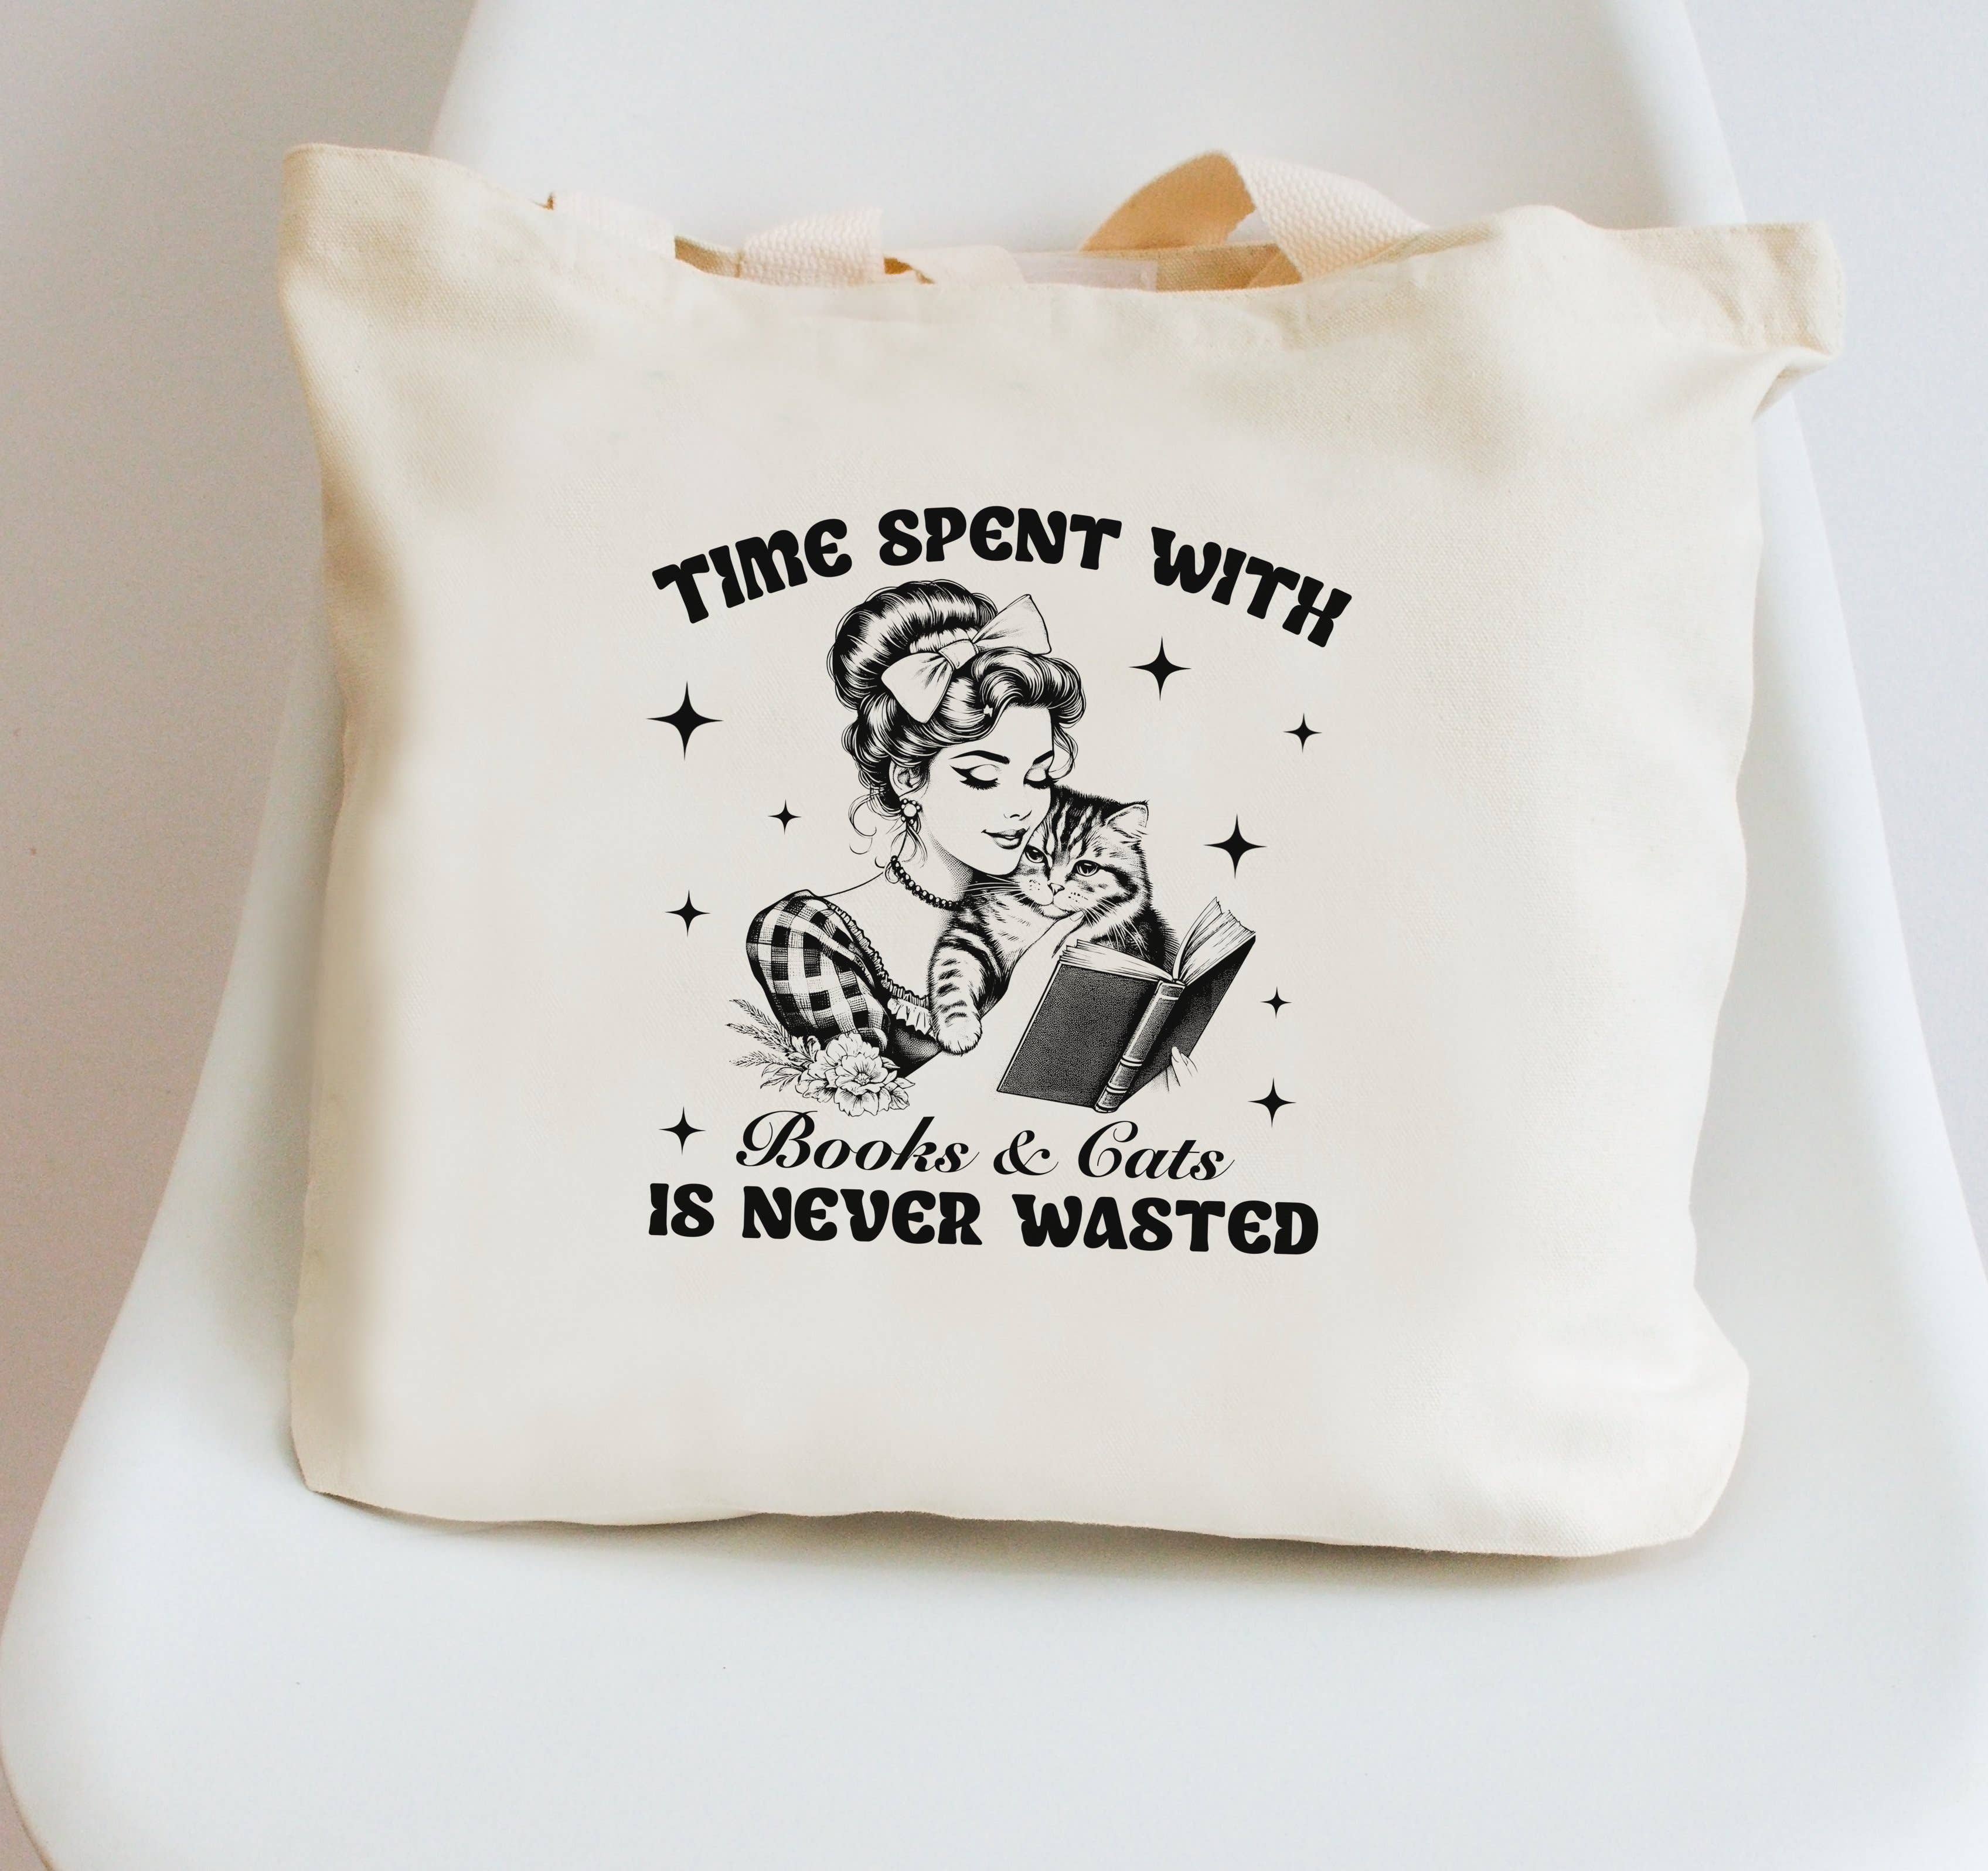 TIME SPENT WITH
Books & Cats
IS NEVER WASTED